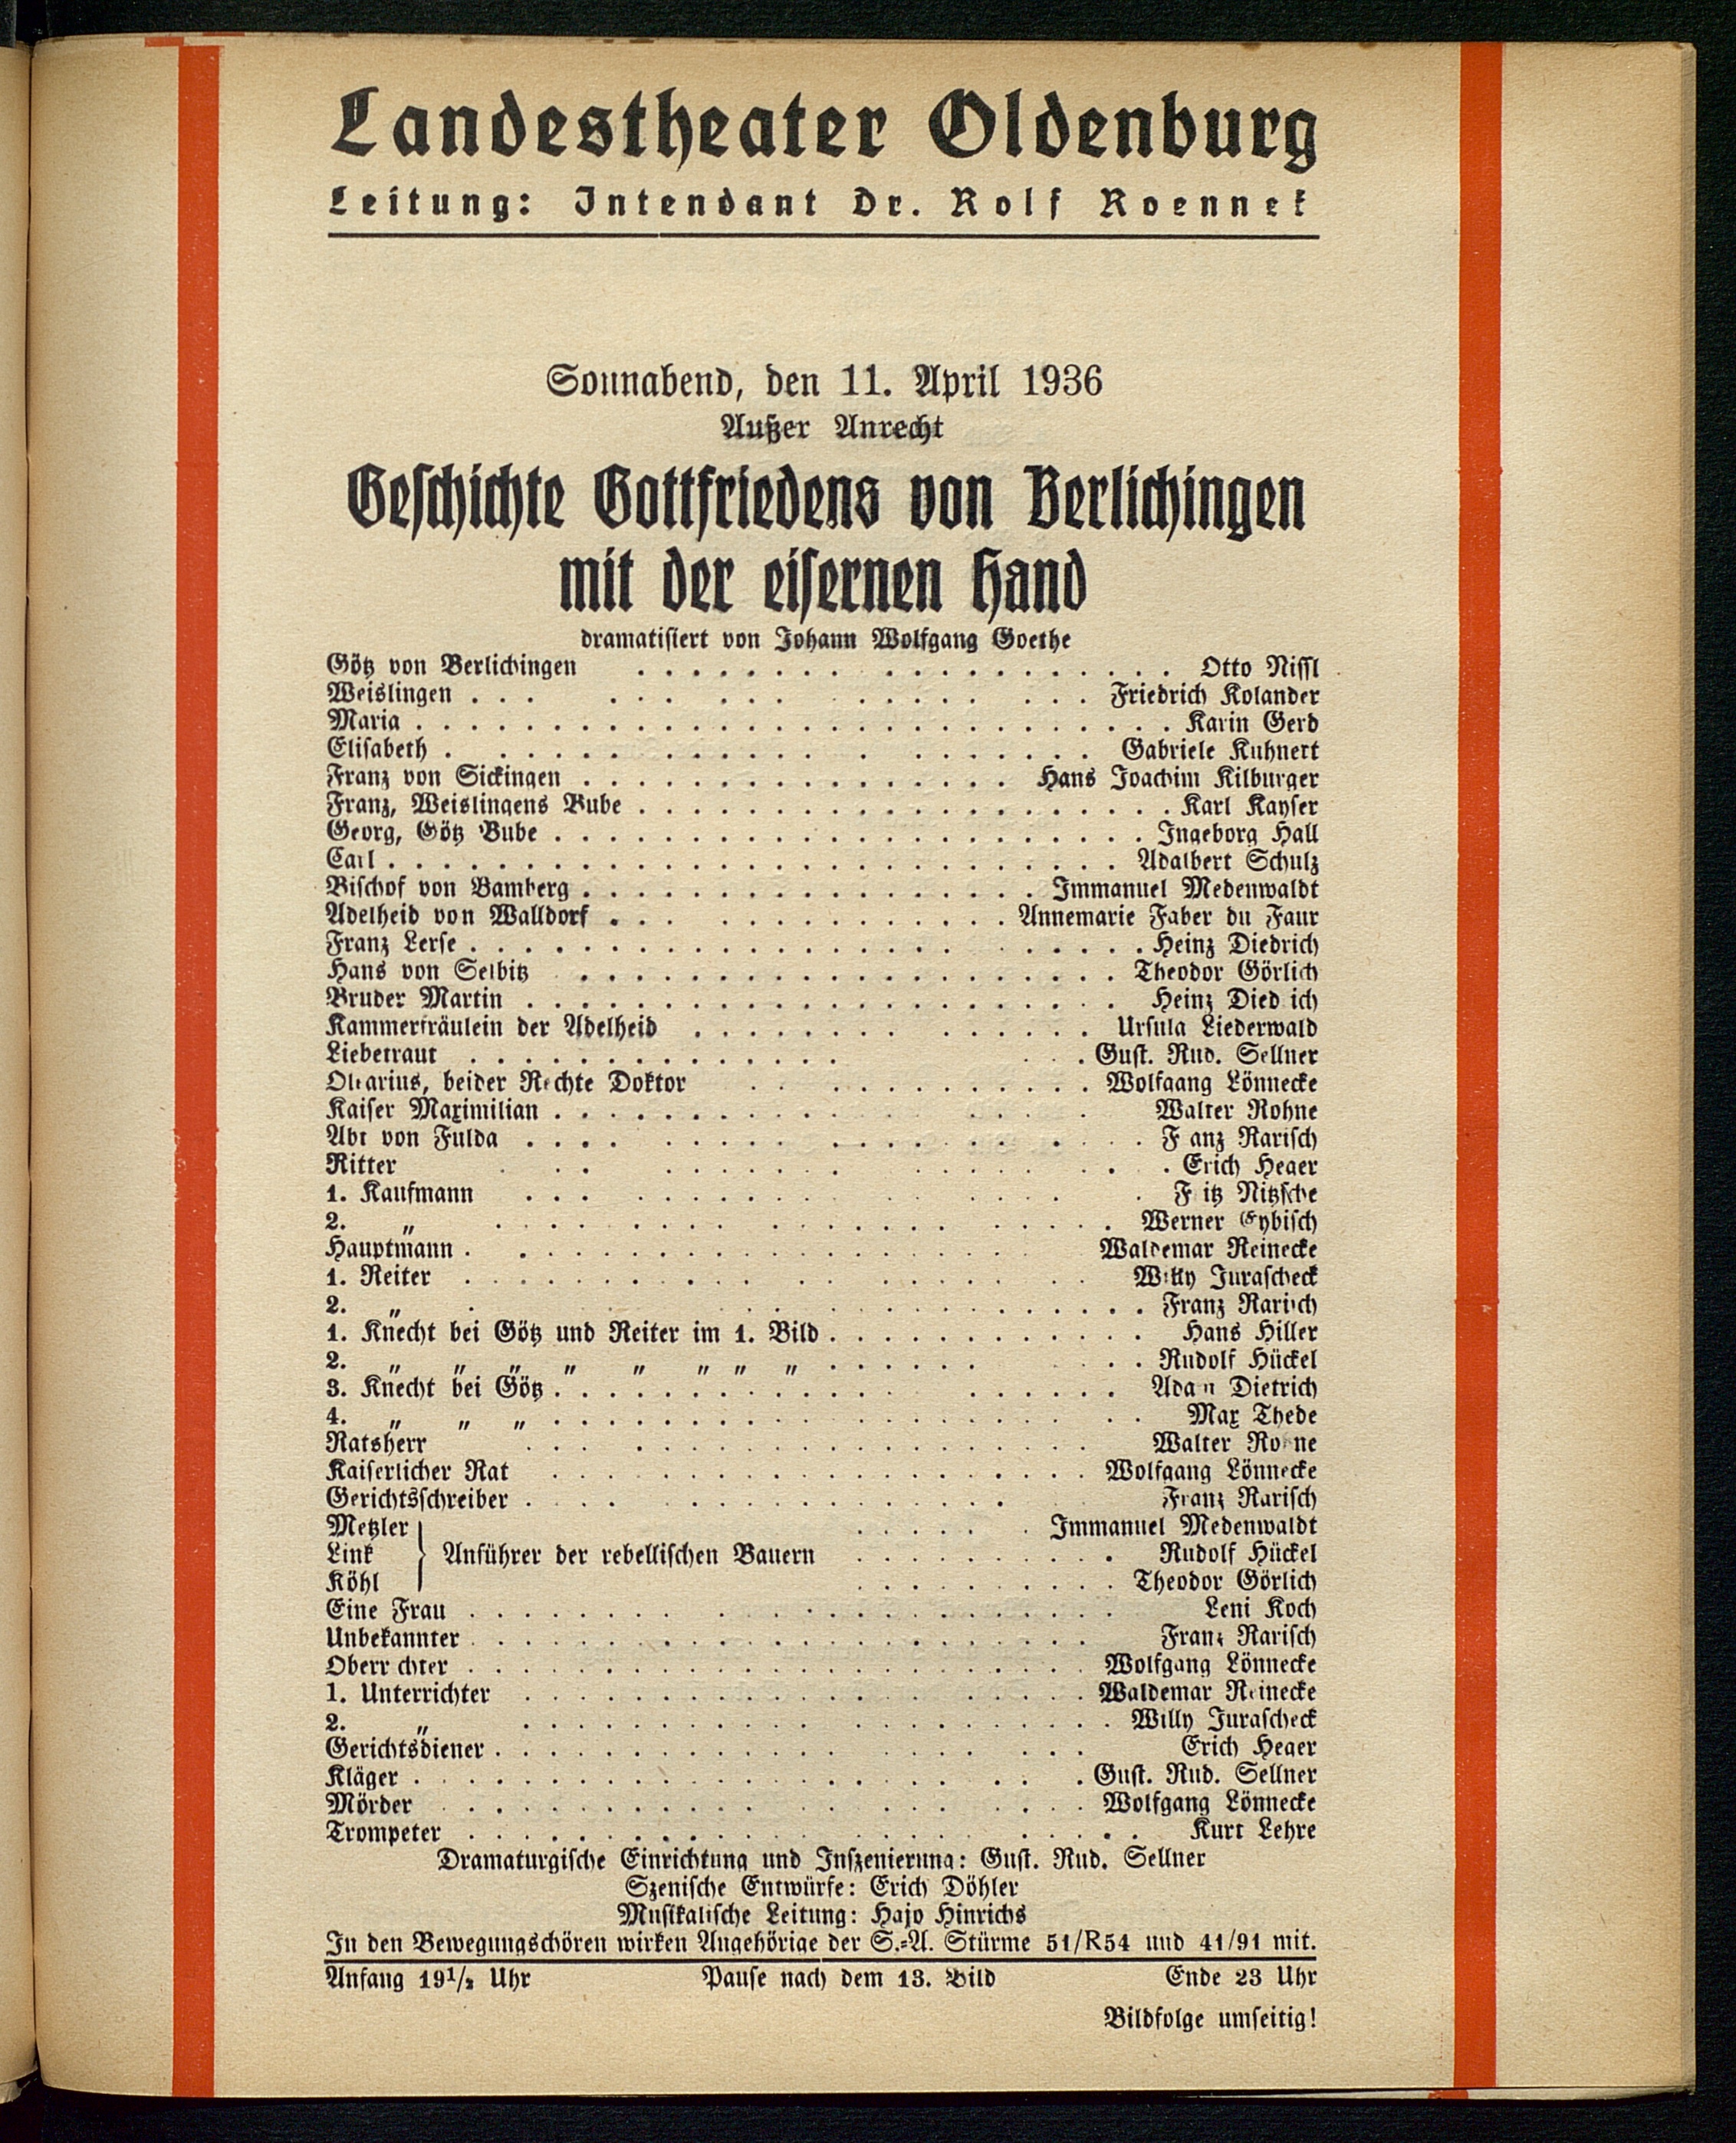 Landestheater Oldenburg
Leitung: Intendant Dr. Rolf Roennek
Sonnabend, den 11. April 1936
Außer Anrecht
Geschichte Gottfriedens von Berlichingen
mit der eisernen Hand
dramatisiert von Johann Wolfgang Goethe
Götz von Berlichingen . . . . . . . . . . Otto Nissl
Weislingen . . . . . . . . . . Friedrich Kolander
Maria . . . . . . . . . . Karin Gerd
Elisabeth . . . . . . . . . . Gabriele Kuhnert
Franz von Sickingen . . . . . . . . . . Hans Joachim Kilburger
Franz, Weislingens Bube . . . . . . . . . . Karl Kayser
Georg, Götz Bube . . . . . . . . . . Ingeborg Hall
Carl . . . . . . . . . . Adalbert Schulz
Bischof von Bamberg . . . . . . . . . . Immanuel Medenwaldt
Adelheid von Walldorf . . . . . . . . . . Annemarie Faber du Faur
Franz Lerse . . . . . . . . . . Heinz Diedrich
Hans von Selbitz . . . . . . . . . . Theodor Görlich
Bruder Martin . . . . . . . . . . Heinz Diedrich
Kammerfräulein der Adelheid . . . . . . . . . . Ursula Liederwald
Liebetraut . . . . . . . . . . Gust. Rud. Sellner
Olearius, beider Rechte Doktor . . . . . . . . . . Wolfgang Lönnecke
Kaiser Maximilian . . . . . . . . . . Walter Rohne
Abt von Fulda . . . . . . . . . . Franz Rarisch
Ritter . . . . . . . . . . Erich Heger
1. Kaufmann . . . . . . . . . . Fritz Nitzsche
2. " . . . . . . . . . . Werner Eybisch
Hauptmann . . . . . . . . . . Waldemar Reinecke
1. Reiter . . . . . . . . . . Willy Jurascheck
2. " . . . . . . . . . . Franz Rarisch
1. Knecht bei Götz und Reiter im 1. Bild . . . . . . . . . . Hans Hiller
2. " " " " " " " " . . . . . . . . . . Rudolf Hückel
3. Knecht bei Götz . . . . . . . . . . Adam Dietrich
4. " " " . . . . . . . . . . Max Thede
Ratsherr . . . . . . . . . . Walter Rohne
Kaiserlicher Rat . . . . . . . . . . Wolfgang Lönnecke
Gerichtsschreiber . . . . . . . . . . Franz Rarisch
Metzler . . . . . Immanuel Medenwaldt
Link } Anführer der rebellischen Bauern . . . . . . . . . . Rudolf Hückel
Köhl . . . . . . . . . . Theodor Görlich
Eine Frau . . . . . . . . . . Leni Koch
Unbekannter . . . . . . . . . . Franz Rarisch
Oberrichter . . . . . . . . . . Wolfgang Lönnecke
1. Unterrichter . . . . . . . . . . Waldemar Reinecke
2. " . . . . . . . . . . Willy Jurascheck
Gerichtsdiener . . . . . . . . . . Erich Heger
Kläger . . . . . . . . . . Gust. Rud. Sellner
Mörder . . . . . . . . . . Wolfgang Lönnecke
Trompeter . . . . . . . . . . Kurt Lehre
Dramaturgische Einrichtung und Inszenierung: Gust. Rud. Sellner
Szenische Entwürfe: Erich Döhler
Musikalische Leitung: Hajo Hinrichs
In den Bewegungschören wirken Angehörige der S.-A. Stürme 51/R54 und 41/91 mit.
Anfang 19½ Uhr Pause nach dem 13. Bild Ende 23 Uhr
Bildfolge umseitig!